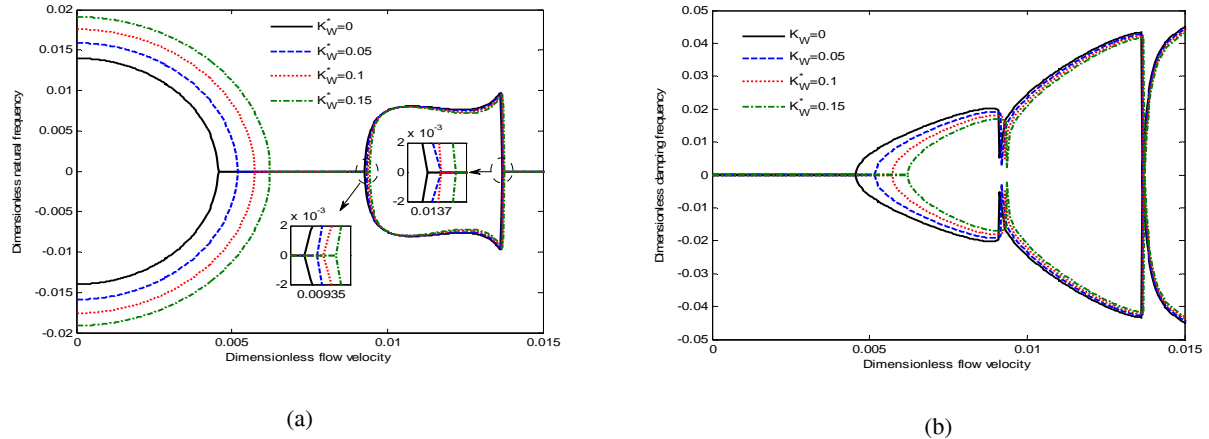 (a)
0.02
0.015
0.01
0.005
0
-0.005
-0.01
-0.015
-0.02
Dimensionless natural frequency
K*W=0
K*W=0.05
K*W=0.1
K*W=0.15
x 10-3
2
0
-2
0.0137
x 10-3
2
0
-2
0.00935
0
0.005
0.01
0.015
Dimensionless flow velocity
(a)
(b)
0.05
0.04
0.03
0.02
0.01
0
-0.01
-0.02
-0.03
-0.04
-0.05
Dimensionless damping frequency
K*W=0
K*W=0.05
K*W=0.1
K*W=0.15
0
0.005
0.01
0.015
Dimensionless flow velocity
(b)